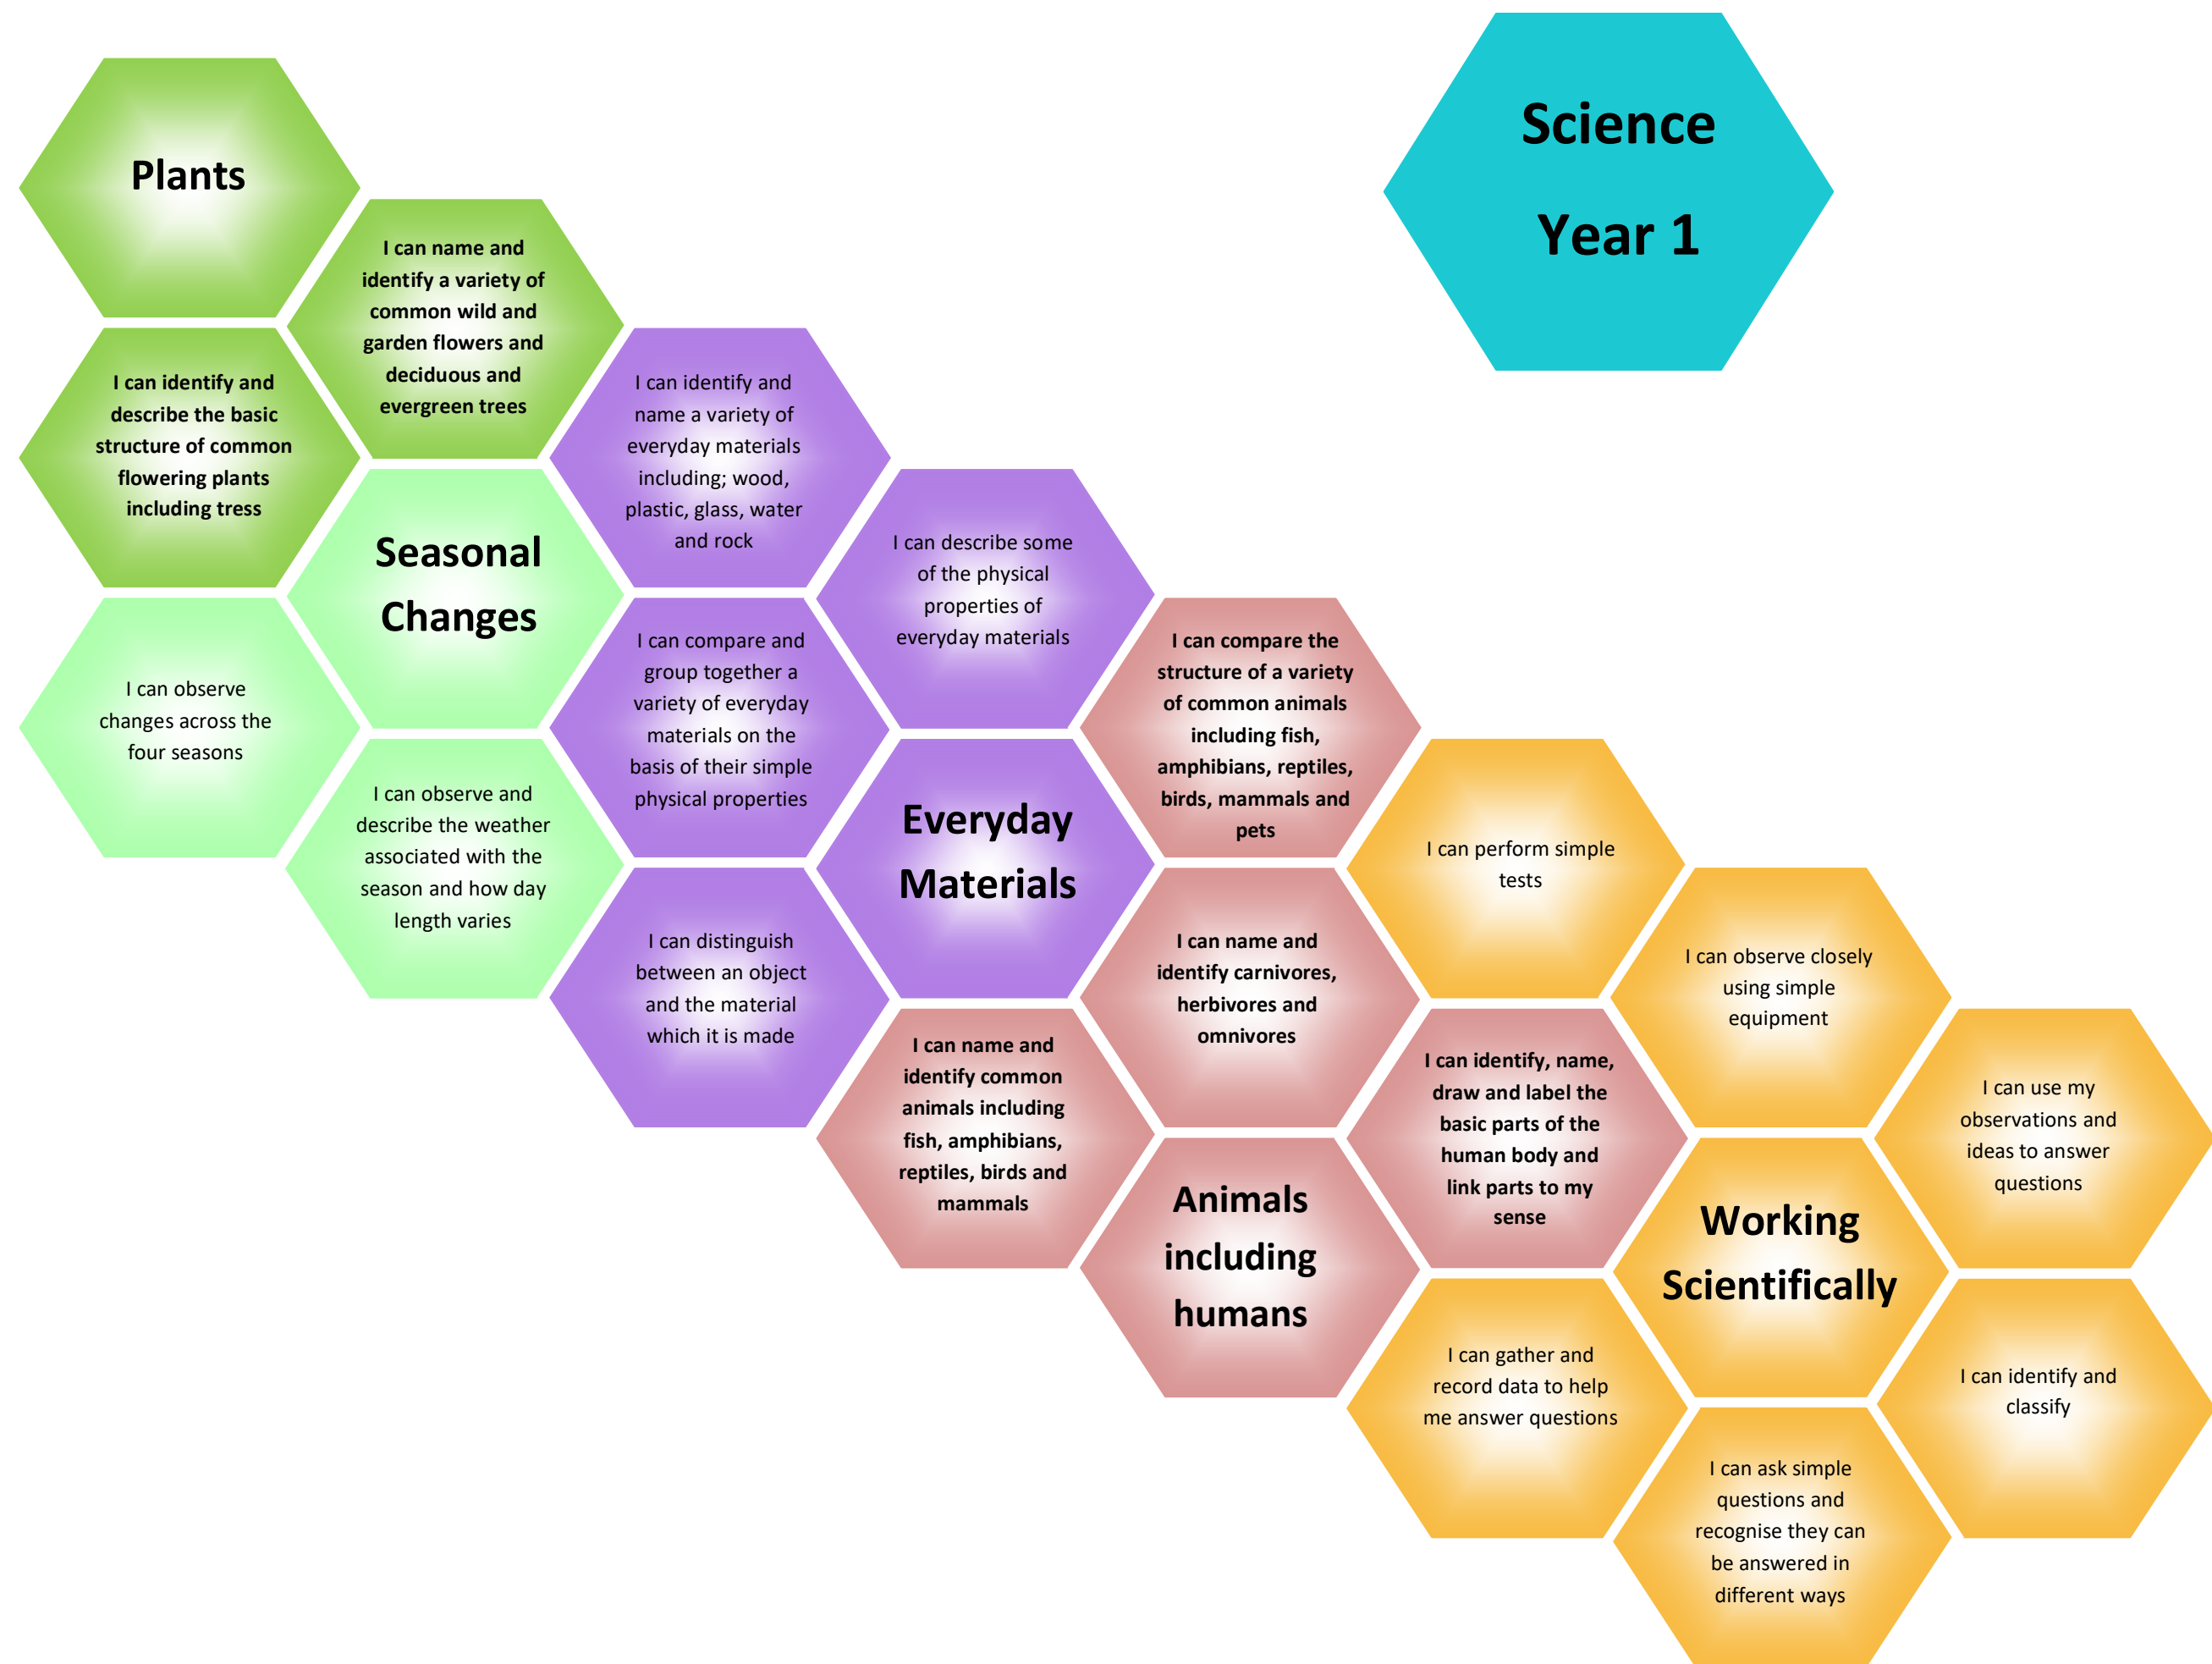 Science
Year 1
Plants
I can name and
identify a variety of
common wild and
garden flowers and
deciduous and
evergreen trees
I can identify and
describe the basic
structure of common
flowering plants
including tress
Seasonal
Changes
I can observe
changes across the
four seasons
I can observe and
describe the weather
associated with the
season and how day
length varies
I can identify and
name a variety of
everyday materials
including; wood,
plastic, glass, water
and rock
I can describe some
of the physical
properties of
everyday materials
I can compare and
group together a
variety of everyday
materials on the
basis of their simple
physical properties
Everyday
Materials
I can distinguish
between an object
and the material
which it is made
I can compare the
structure of a variety
of common animals
including fish,
amphibians, reptiles,
birds, mammals and
pets
I can name and
identify carnivores,
herbivores and
omnivores
I can name and
identify common
animals including
fish, amphibians,
reptiles, birds and
mammals
Animals
including
humans
I can identify, name,
draw and label the
basic parts of the
human body and
link parts to my
sense
I can perform simple
tests
I can observe closely
using simple
equipment
I can use my
observations and
ideas to answer
questions
Working
Scientifically
I can gather and
record data to help
me answer questions
I can identify and
classify
I can ask simple
questions and
recognise they can
be answered in
different ways